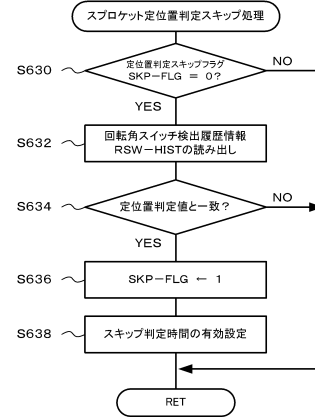 スプロケット定位置判定スキップ処理
S630
定位置判定スキップフラグ
SKP-FLG = 0?
NO
YES
S632
回転角スイッチ検出履歴情報
RSW-HISTの読み出し
S634
定位置判定値と一致?
NO
YES
S636
SKP-FLG ← 1
S638
スキップ判定時間の有効設定
RET